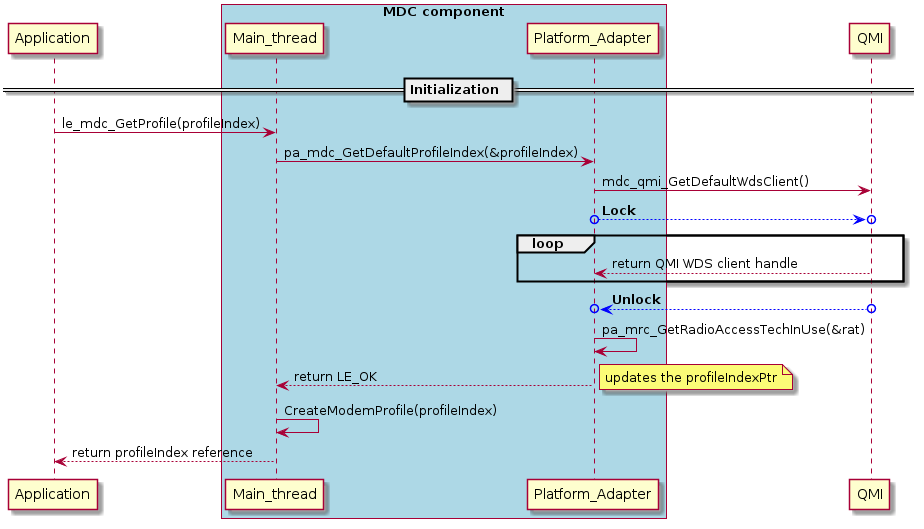 MDC component
Application
Main_thread
Platform_Adapter
QMI
Initialization
le_mdc_GetProfile(profileIndex)
pa_mdc_GetDefaultProfileIndex(&profileIndex)
mdc_qmi_GetDefaultWdsClient()
Lock
loop
return QMI WDS client handle
Unlock
pa_mrc_GetRadioAccessTechInUse(&rat)
return LE_OK
updates the profileIndexPtr
CreateModemProfile(profileIndex)
return profileIndex reference
Application
Main_thread
Platform_Adapter
QMI